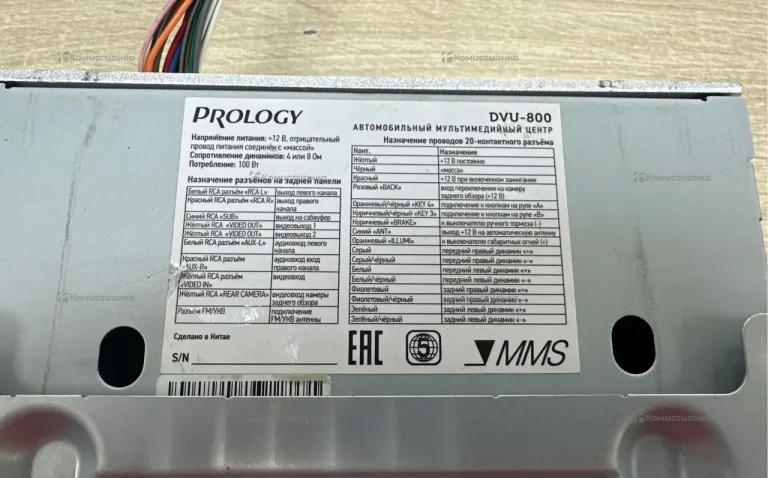 Комиссионко
Комиссионко
PROLOGY
DVU-800
АВТОМОБИЛЬНЫЙ МУЛЬТИМЕДИЙНЫЙ ЦЕНТР
Напряжение питания: +12 В, отрицательный
провод питания соединён с «массой»
Сопротивление динамиков: 4 или 8 Ом
Потребление: 100 Вт
Назначение разъёмов на задней панели
Белый RCA разъём «RCA L» выход левого канала
Красный RCA разъём «RCA R» выход правого
канала
Синий RCA «SUB» выход на сабвуфер
Жёлтый RCA «VIDEO OUT» видеовыход 1
Жёлтый RCA «VIDEO OUT» видеовыход 2
Белый RCA разъём «AUX-L» аудиовход левого
канала
Красный RCA разъём аудиовход вход
«AUX-R» правого канала
Жёлтый RCA разъём видеовход
«VIDEO IN»
Жёлтый RCA «REAR CAMERA» видеовход камеры
заднего обзора
Разъем FM/УКВ подключение
FM/УКВ антенны
Сделано в Китае
S/N
Назначение проводов 20-контактного разъёма
Конт. Назначение
Жёлтый +12 В постоянно
Чёрный «масса»
Красный +12 В при включенном зажигании
Розовый «BACK» вход переключения на камеру
заднего обзора (+12 В)
Оранжевый/чёрный «KEY 4» подключение к кнопкам на руле «A»
Коричневый/чёрный «KEY 3» подключение к кнопкам на руле «B»
Коричневый «BRAKE» к выключателю ручного тормоза (-)
Синий «ANT» выход +12 В на автоматическую антенну
Оранжевый «ILLUMI» к выключателю габаритных огней (+)
Серый передний правый динамик «+»
Серый/чёрный передний правый динамик «-»
Белый передний левый динамик «+»
Белый/чёрный передний левый динамик «-»
Фиолетовый задний правый динамик «+»
Фиолетовый/чёрный задний правый динамик «-»
Зелёный задний левый динамик «+»
Зелёный/чёрный задний левый динамик «-»
EAC
5
MMS
Комиссионко
Комиссионко
Комиссионко
Комиссионко